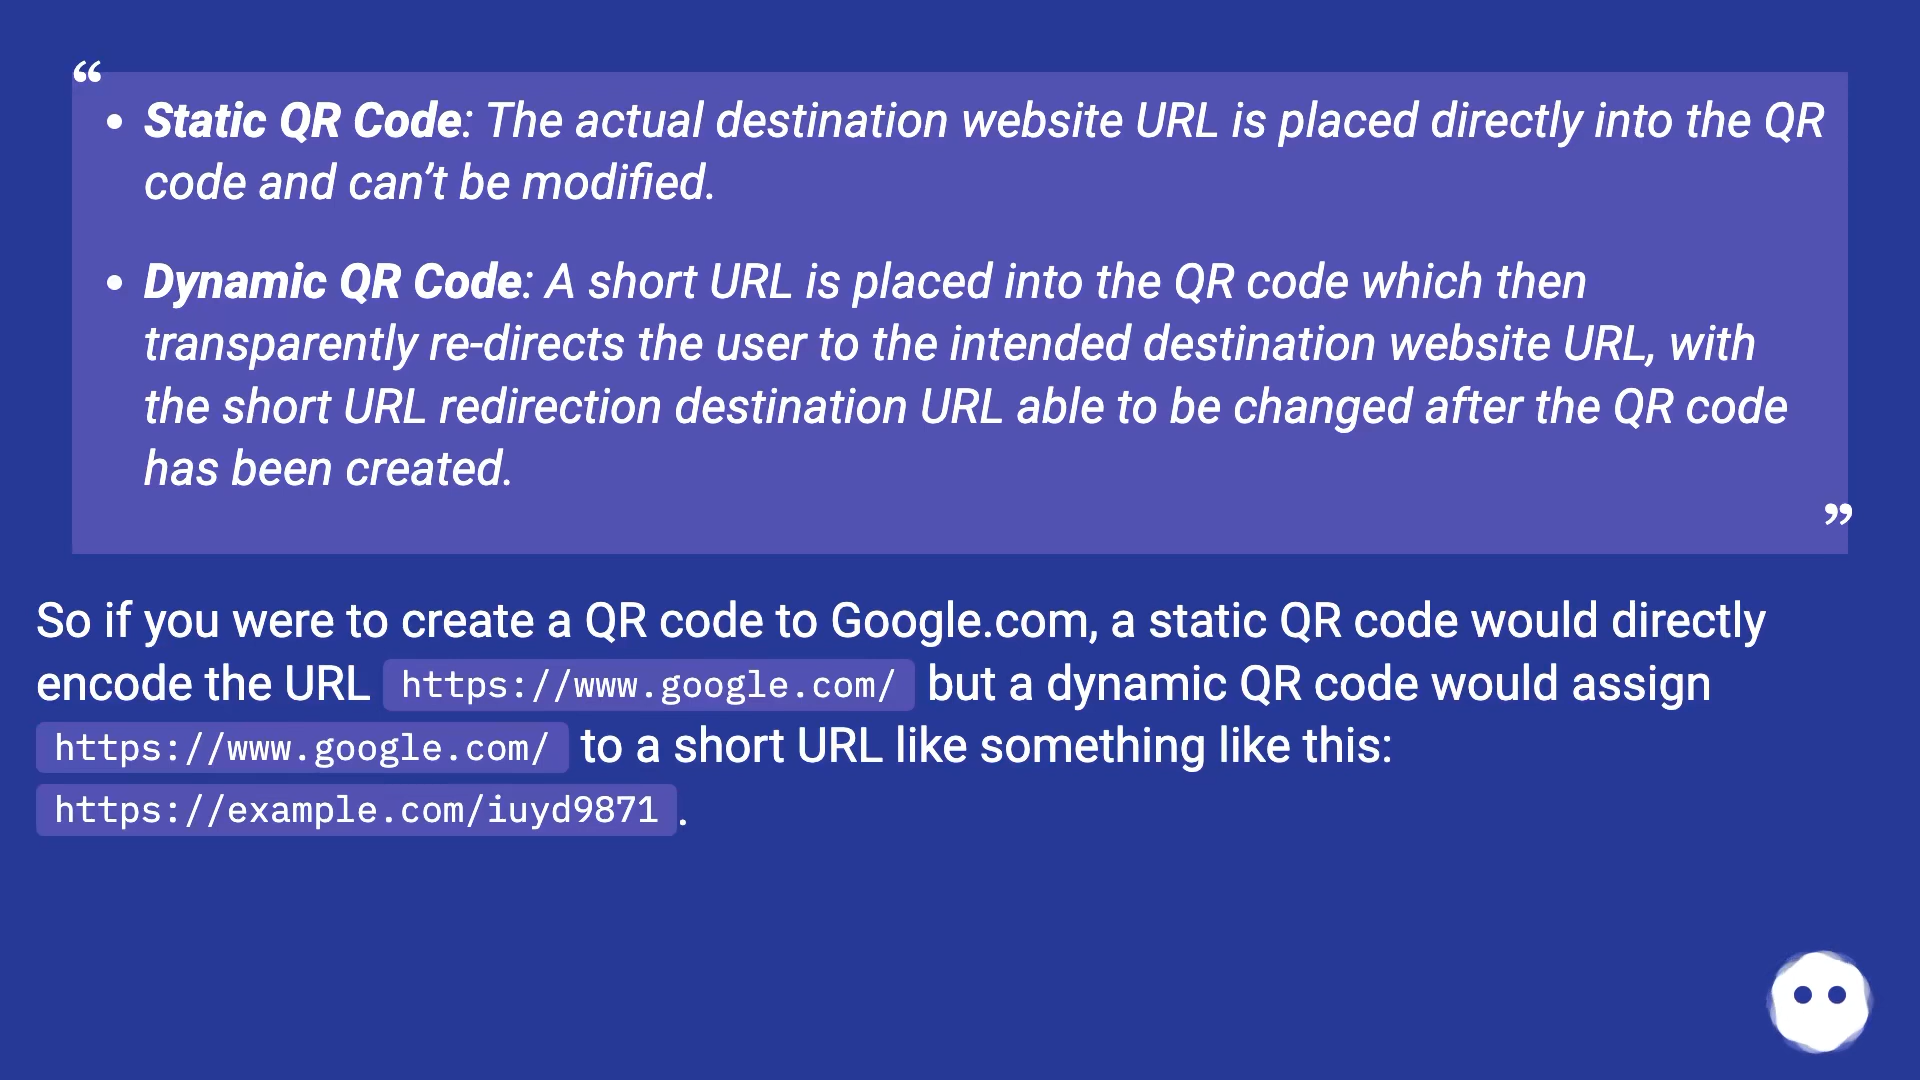 “
• Static QR Code: The actual destination website URL is placed directly into the QR
code and can’t be modified.
• Dynamic QR Code: A short URL is placed into the QR code which then
transparently re-directs the user to the intended destination website URL, with
the short URL redirection destination URL able to be changed after the QR code
has been created.
”
So if you were to create a QR code to Google.com, a static QR code would directly
encode the URL https://www.google.com/ but a dynamic QR code would assign
https://www.google.com/ to a short URL like something like this:
https://example.com/iuyd9871 .